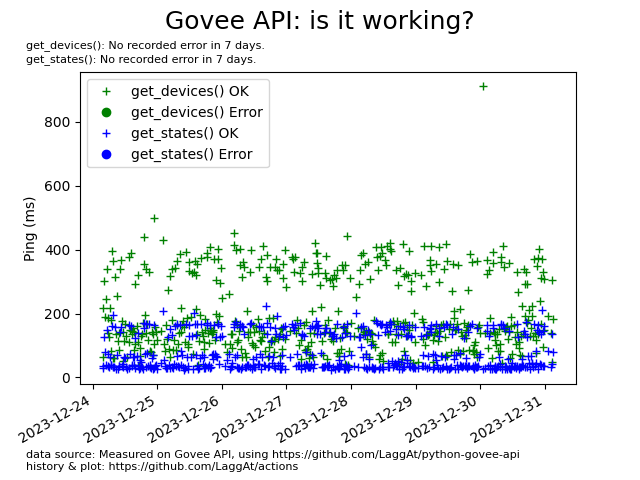 Govee API: is it working?
get_devices(): No recorded error in 7 days.
get_states(): No recorded error in 7 days.
get_devices() OK
get_devices() Error
get_states() OK
get_states() Error
Ping (ms)
800
600
400
200
0
2023-12-24
2023-12-25
2023-12-26
2023-12-27
2023-12-28
2023-12-29
2023-12-30
2023-12-31
data source: Measured on Govee API, using https://github.com/LaggAt/python-govee-api
history & plot: https://github.com/LaggAt/actions